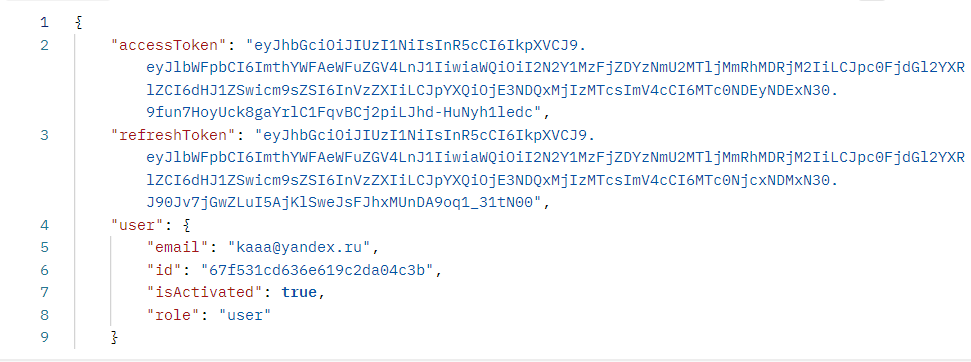 1 {
2 "accessToken": "eyJhbGciOiJIUzI1NiIsInR5cCI6IkpXVCJ9.
eyJlbWFpbCI6ImthYWFAeWFuZGV4LnJ1IiwiaWQiOiI2N2Y1MzFjZDYzNmU2MTljMmRhMDRjM2IiLCJpc0FjdGl2YXR
lZCI6dHJ1ZSwicm9sZSI6InVzZXIiLCJpYXQiOjE3NDQxMjIzMTcsImV4cCI6MTc0NDEyNDExN30.
9fun7HoyUck8gaYrlC1FqvBCj2piLJhd-HuNyh1ledc",
3 "refreshToken": "eyJhbGciOiJIUzI1NiIsInR5cCI6IkpXVCJ9.
eyJlbWFpbCI6ImthYWFAeWFuZGV4LnJ1IiwiaWQiOiI2N2Y1MzFjZDYzNmU2MTljMmRhMDRjM2IiLCJpc0FjdGl2YXR
lZCI6dHJ1ZSwicm9sZSI6InVzZXIiLCJpYXQiOjE3NDQxMjIzMTcsImV4cCI6MTc0NjcxNDMxN30.
J90Jv7jGwZLuI5AjKlSweJsFJhxMUnDA9oq1_31tN00",
4 "user": {
5 "email": "kaaa@yandex.ru",
6 "id": "67f531cd636e619c2da04c3b",
7 "isActivated": true,
8 "role": "user"
9 }